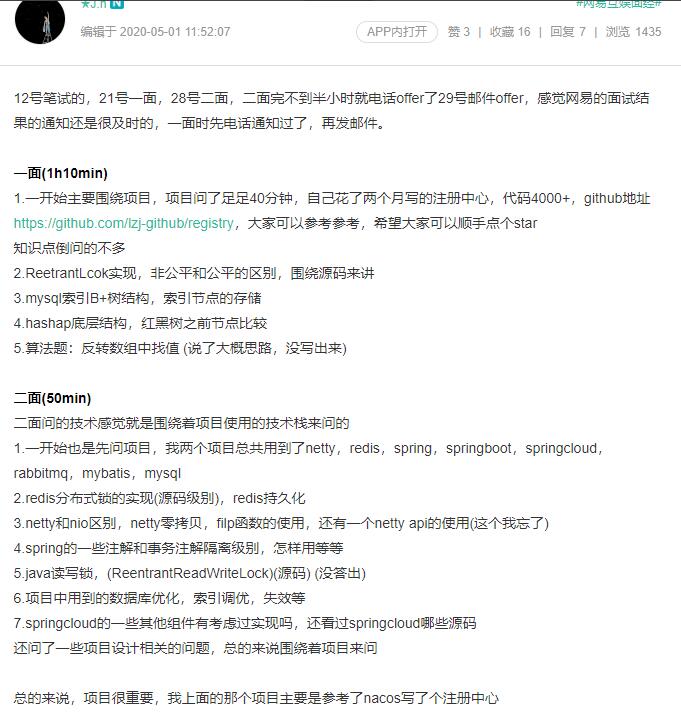 ★J.h N
#网易互娱面经#
编辑于 2020-05-01 11:52:07
APP内打开 赞 3 | 收藏 16 | 回复 7 | 浏览 1435
12号笔试的，21号一面，28号二面，二面完不到半小时就电话offer了29号邮件offer，感觉网易的面试结
果的通知还是很及时的，一面时先电话通知过了，再发邮件。
一面(1h10min)
1.一开始主要围绕项目，项目问了足足40分钟，自己花了两个月写的注册中心，代码4000+，github地址
https://github.com/lzj-github/registry，大家可以参考参考，希望大家可以顺手点个star
知识点倒问的不多
2.ReetrantLcok实现，非公平和公平的区别，围绕源码来讲
3.mysql索引B+树结构，索引节点的存储
4.hashap底层结构，红黑树之前节点比较
5.算法题：反转数组中找值 (说了大概思路，没写出来)
二面(50min)
二面问的技术感觉就是围绕着项目使用的技术栈来问的
1.一开始也是先问项目，我两个项目总共用到了netty，redis，spring，springboot，springcloud，
rabbitmq，mybatis，mysql
2.redis分布式锁的实现(源码级别)，redis持久化
3.netty和nio区别，netty零拷贝，filp函数的使用，还有一个netty api的使用(这个我忘了)
4.spring的一些注解和事务注解隔离级别，怎样用等等
5.java读写锁，(ReentrantReadWriteLock)(源码) (没答出)
6.项目中用到的数据库优化，索引调优，失效等
7.springcloud的一些其他组件有考虑过实现吗，还看过springcloud哪些源码
还问了一些项目设计相关的问题，总的来说围绕着项目来问
总的来说，项目很重要，我上面的那个项目主要是参考了nacos写了个注册中心